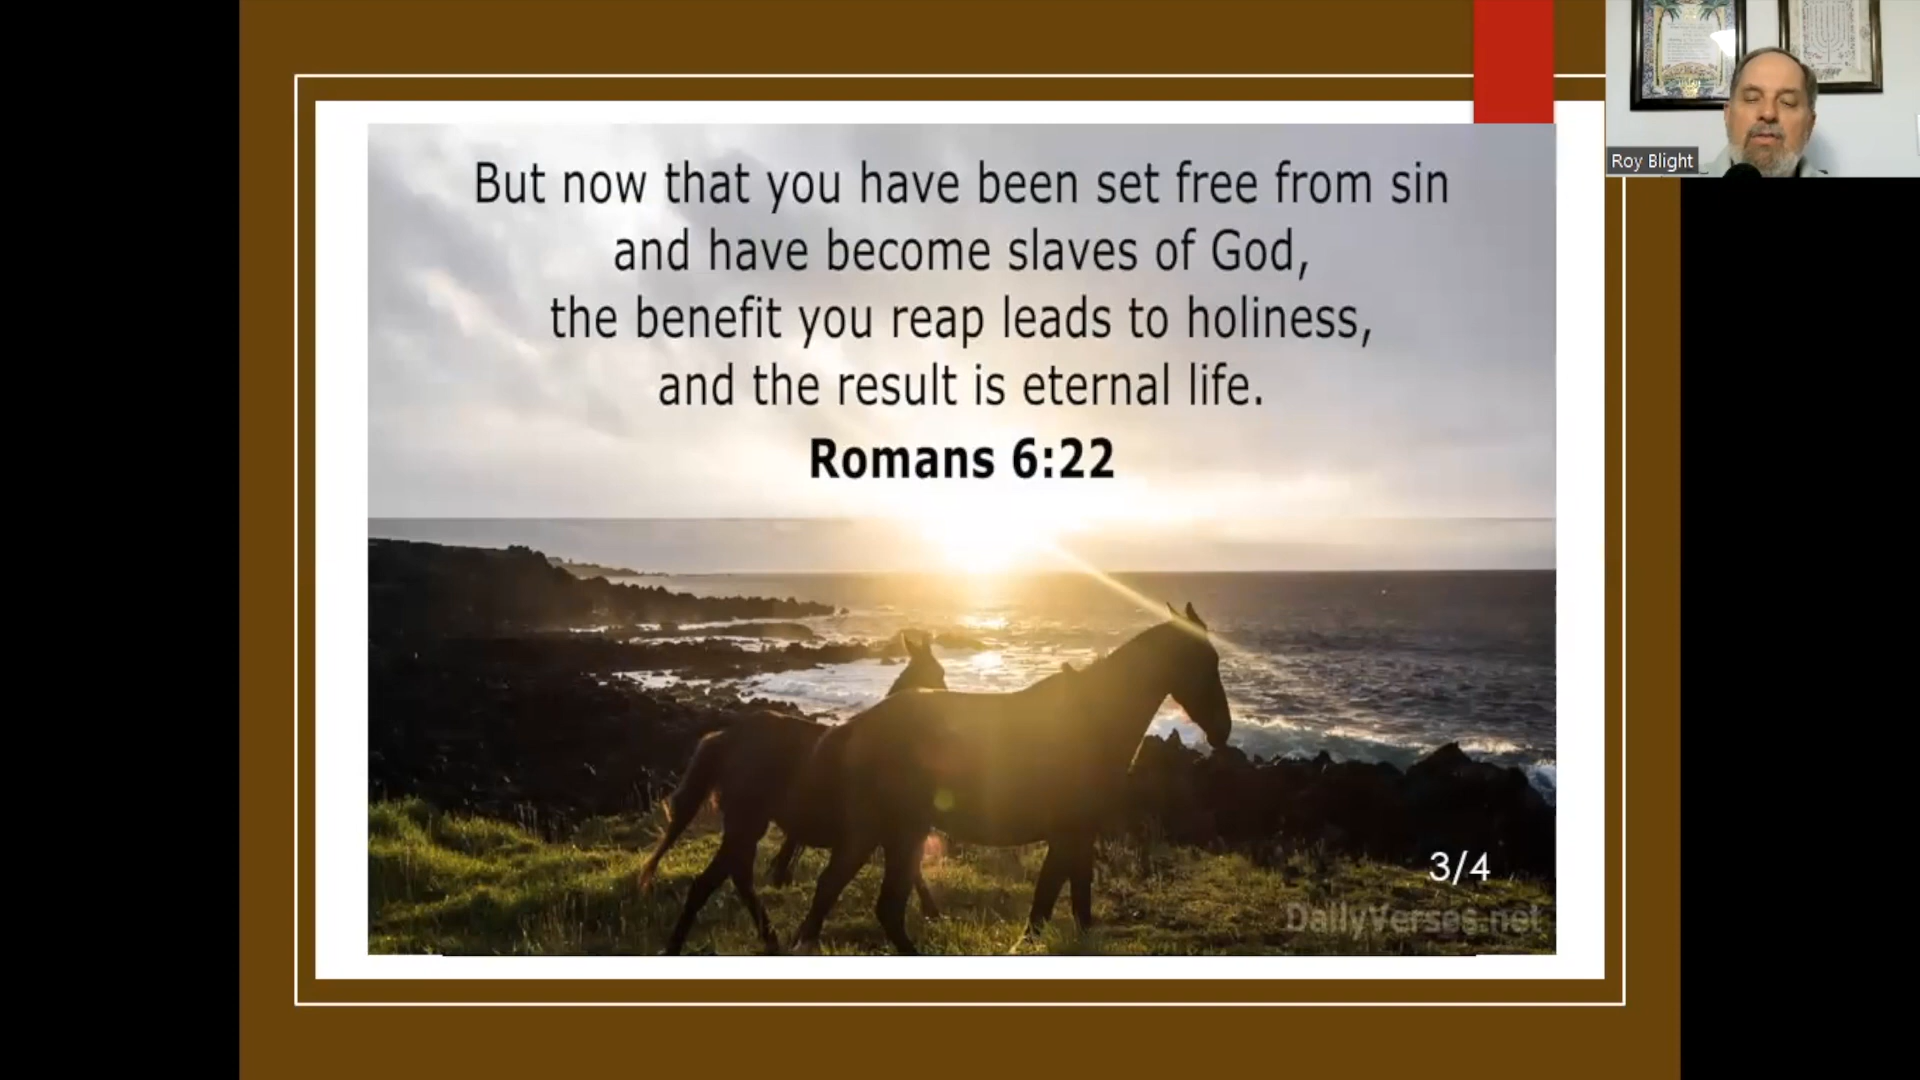 But now that you have been set free from sin
and have become slaves of God,
the benefit you reap leads to holiness,
and the result is eternal life.
Romans 6:22
3/4
DailyVerses.net
Roy Blight